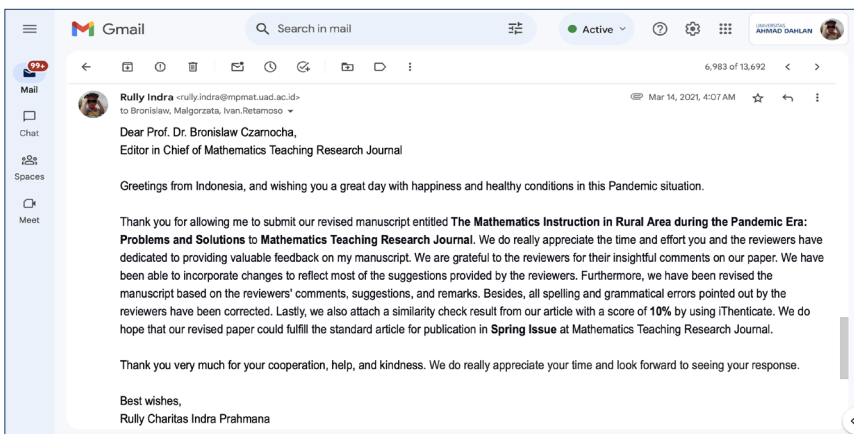 Gmail
Search in mail
Active
UNIVERSITAS
AHMAD DAHLAN
99+
Mail
Chat
Spaces
Meet
6,983 of 13,692
Rully Indra <rully.indra@mpmat.uad.ac.id>
Mar 14, 2021, 4:07 AM
to Bronislaw, Malgorzata, Ivan.Retamoso
Dear Prof. Dr. Bronislaw Czarnocha,
Editor in Chief of Mathematics Teaching Research Journal
Greetings from Indonesia, and wishing you a great day with happiness and healthy conditions in this Pandemic situation.
Thank you for allowing me to submit our revised manuscript entitled The Mathematics Instruction in Rural Area during the Pandemic Era:
Problems and Solutions to Mathematics Teaching Research Journal. We do really appreciate the time and effort you and the reviewers have
dedicated to providing valuable feedback on my manuscript. We are grateful to the reviewers for their insightful comments on our paper. We have
been able to incorporate changes to reflect most of the suggestions provided by the reviewers. Furthermore, we have been revised the
manuscript based on the reviewers' comments, suggestions, and remarks. Besides, all spelling and grammatical errors pointed out by the
reviewers have been corrected. Lastly, we also attach a similarity check result from our article with a score of 10% by using iThenticate. We do
hope that our revised paper could fulfill the standard article for publication in Spring Issue at Mathematics Teaching Research Journal.
Thank you very much for your cooperation, help, and kindness. We do really appreciate your time and look forward to seeing your response.
Best wishes,
Rully Charitas Indra Prahmana